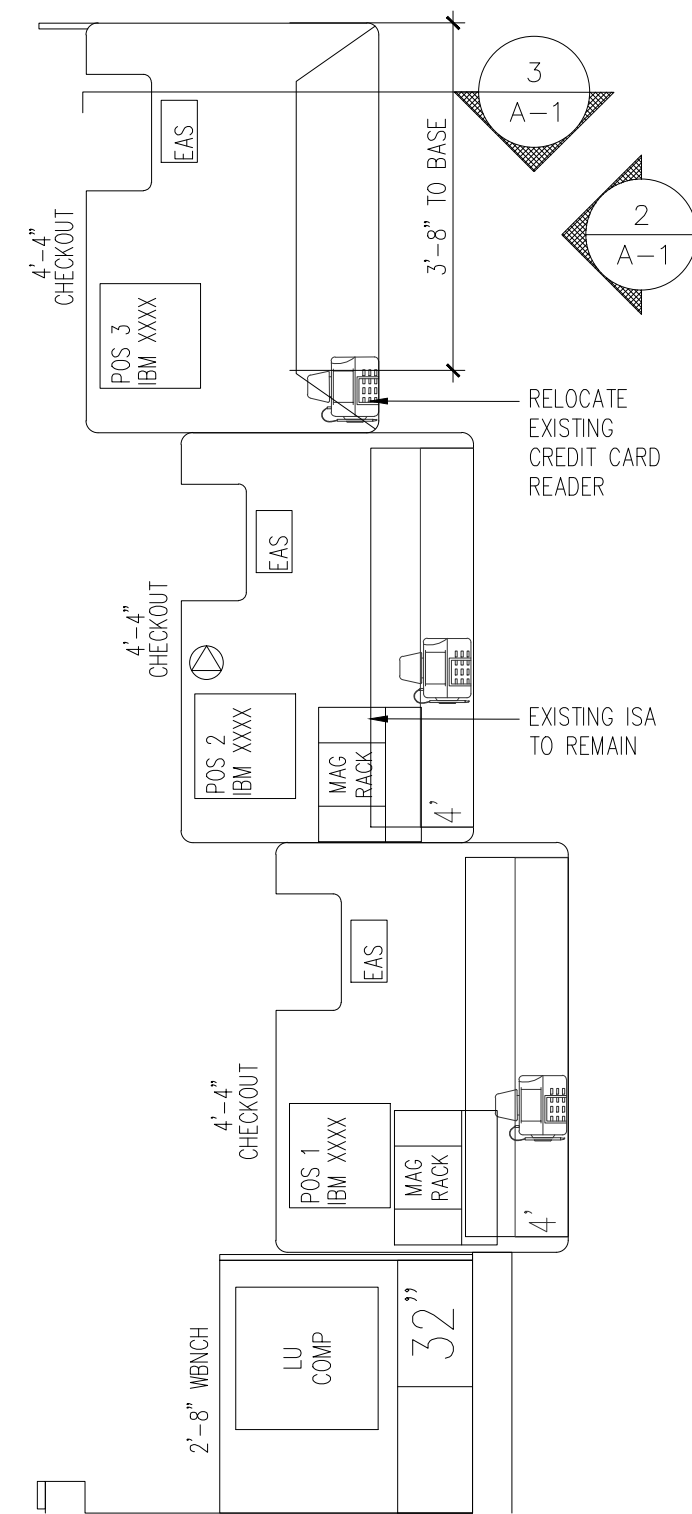 3
A-1
2
A-1
3'-8" TO BASE
EAS
4'-4"
CHECKOUT
POS 3
IBM XXXX
RELOCATE
EXISTING
CREDIT CARD
READER
EAS
4'-4"
CHECKOUT
POS 2
IBM XXXX
MAG
RACK
4'
EXISTING ISA
TO REMAIN
EAS
4'-4"
CHECKOUT
POS 1
IBM XXXX
MAG
RACK
4'
2'-8" WBNCH
LU
COMP
32"